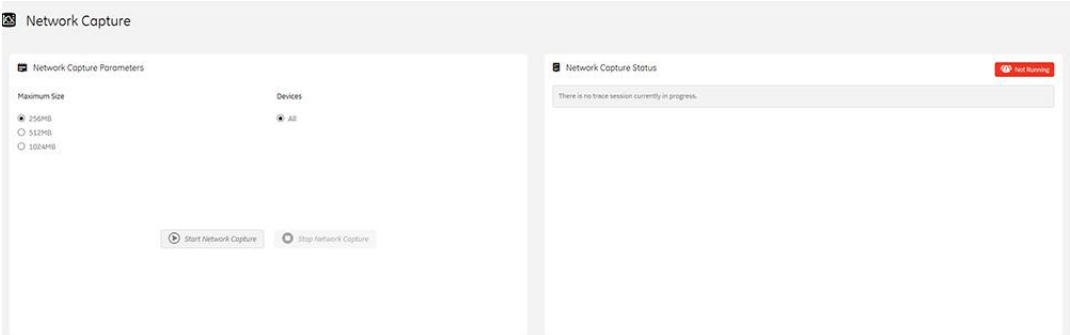 Network Capture
Network Capture Parameters
Maximum Size
Devices
256MB
All
512MB
1024MB
Start Network Capture
Stop Network Capture
Network Capture Status
Not Running
There is no trace session currently in progress.